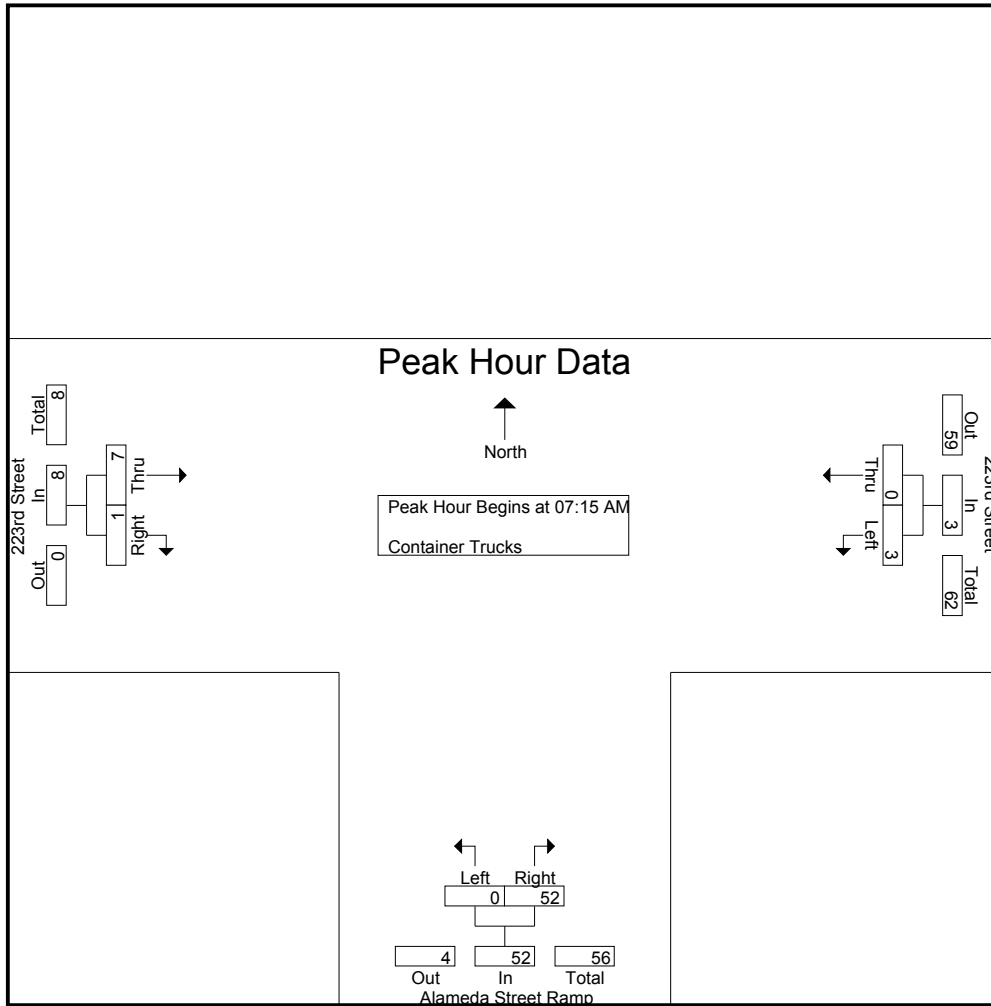 Peak Hour Data
North
Peak Hour Begins at 07:15 AM
Container Trucks
223rd Street
Total
8
In
8
Out
0
7
Thru
1
Right
Out
59
In
3
Total
62
223rd Street
Thru
0
Left
3
Left
Right
0
52
4
52
56
Out
In
Total
Alameda Street Ramp